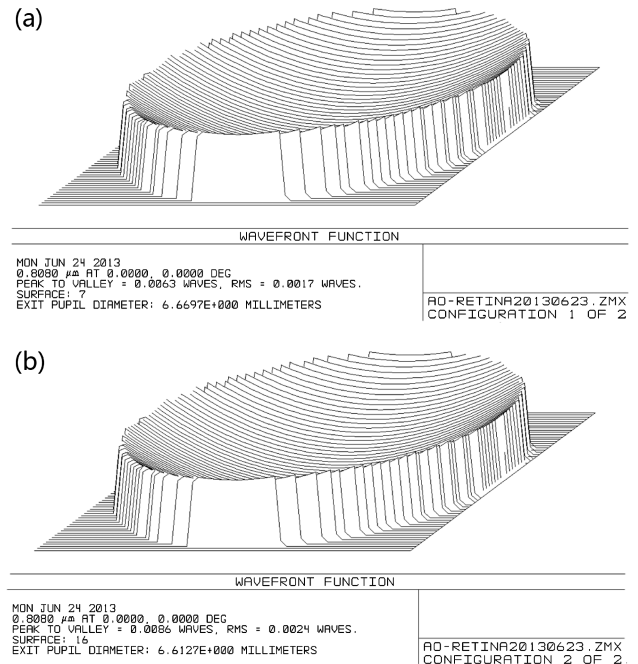 (a)
WAVEFRONT FUNCTION
MON JUN 24 2013
0.8080 µm AT 0.0000, 0.0000 DEG
PEAK TO VALLEY = 0.0063 WAVES, RMS = 0.0017 WAVES.
SURFACE: 7
EXIT PUPIL DIAMETER: 6.6697E+000 MILLIMETERS
AO-RETINA20130623.ZMX
CONFIGURATION 1 OF 2
(b)
WAVEFRONT FUNCTION
MON JUN 24 2013
0.8080 µm AT 0.0000, 0.0000 DEG
PEAK TO VALLEY = 0.0086 WAVES, RMS = 0.0024 WAVES.
SURFACE: 16
EXIT PUPIL DIAMETER: 6.6127E+000 MILLIMETERS
AO-RETINA20130623.ZMX
CONFIGURATION 2 OF 2